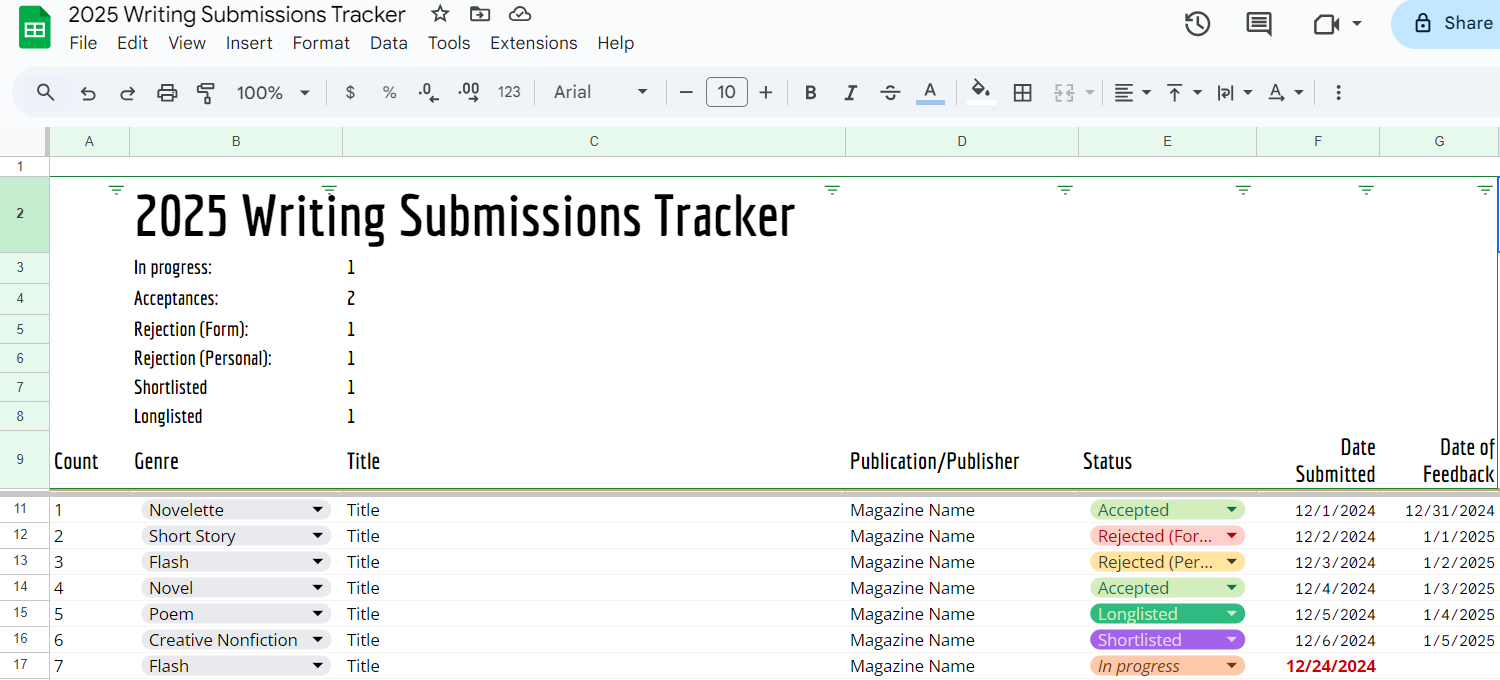 2025 Writing Submissions Tracker
File Edit View Insert Format Data Tools Extensions Help
Share
100% $ % .0 .00 123 Arial 10 B I S A
A B C D E F G
1
2 2025 Writing Submissions Tracker
3 In progress: 1
4 Acceptances: 2
5 Rejection (Form): 1
6 Rejection (Personal): 1
7 Shortlisted 1
8 Longlisted 1
9 Count Genre Title Publication/Publisher Status Date Submitted Date of Feedback
11 1 Novelette Title Magazine Name Accepted 12/1/2024 12/31/2024
12 2 Short Story Title Magazine Name Rejected (For... 12/2/2024 1/1/2025
13 3 Flash Title Magazine Name Rejected (Per... 12/3/2024 1/2/2025
14 4 Novel Title Magazine Name Accepted 12/4/2024 1/3/2025
15 5 Poem Title Magazine Name Longlisted 12/5/2024 1/4/2025
16 6 Creative Nonfiction Title Magazine Name Shortlisted 12/6/2024 1/5/2025
17 7 Flash Title Magazine Name In progress 12/24/2024